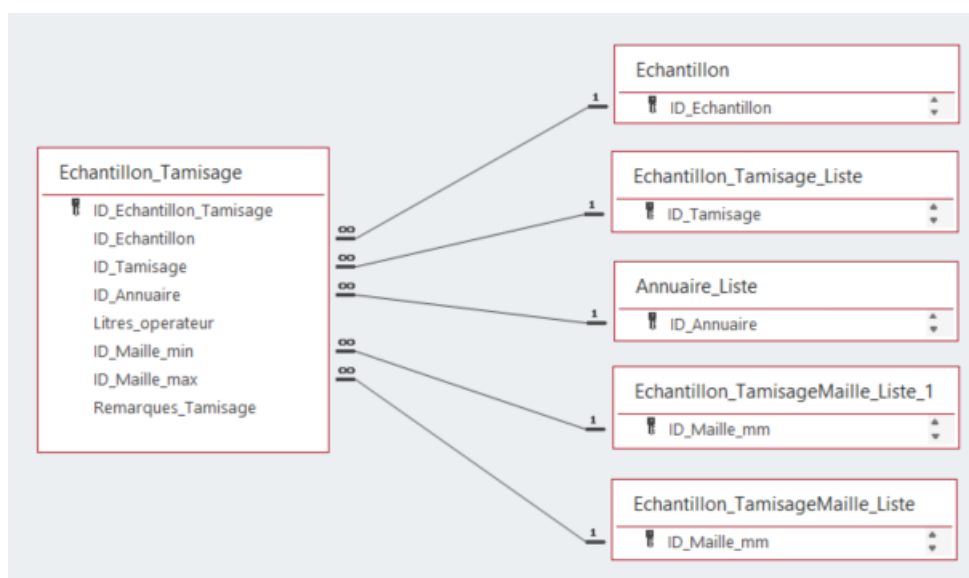 Echantillon_Tamisage
ID_Echantillon_Tamisage
ID_Echantillon
ID_Tamisage
ID_Annuaire
Litres_operateur
ID_Maille_min
ID_Maille_max
Remarques_Tamisage
∞
∞
∞
∞
∞
1
1
1
1
1
Echantillon
ID_Echantillon
Echantillon_Tamisage_Liste
ID_Tamisage
Annuaire_Liste
ID_Annuaire
Echantillon_TamisageMaille_Liste_1
ID_Maille_mm
Echantillon_TamisageMaille_Liste
ID_Maille_mm